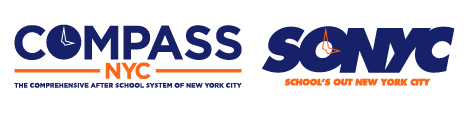 COMPASS
NYC
THE COMPREHENSIVE AFTER SCHOOL SYSTEM OF NEW YORK CITY
SONYC
SCHOOL'S OUT NEW YORK CITY